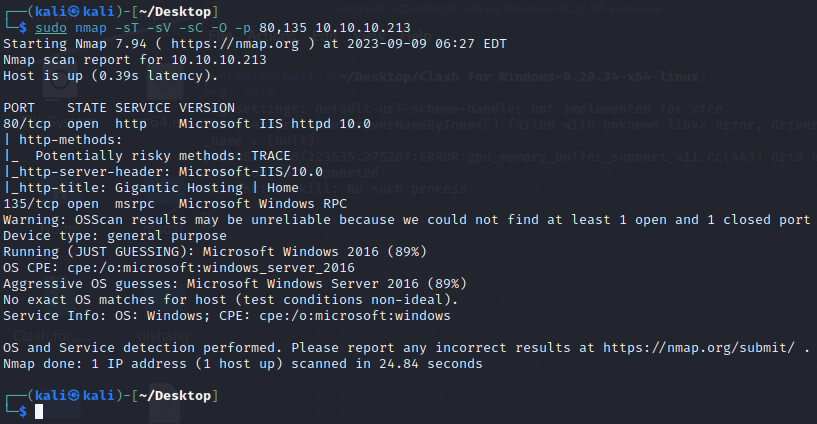 ┌──(kali㉿kali)-[~/Desktop]
└─$ sudo nmap -sT -sV -sC -O -p 80,135 10.10.10.213
Starting Nmap 7.94 ( https://nmap.org ) at 2023-09-09 06:27 EDT
Nmap scan report for 10.10.10.213
Host is up (0.39s latency).

PORT    STATE SERVICE VERSION
80/tcp  open  http    Microsoft IIS httpd 10.0
| http-methods:
|_  Potentially risky methods: TRACE
|_http-server-header: Microsoft-IIS/10.0
|_http-title: Gigantic Hosting | Home
135/tcp open  msrpc   Microsoft Windows RPC
Warning: OSScan results may be unreliable because we could not find at least 1 open and 1 closed port
Device type: general purpose
Running (JUST GUESSING): Microsoft Windows 2016 (89%)
OS CPE: cpe:/o:microsoft:windows_server_2016
Aggressive OS guesses: Microsoft Windows Server 2016 (89%)
No exact OS matches for host (test conditions non-ideal).
Service Info: OS: Windows; CPE: cpe:/o:microsoft:windows

OS and Service detection performed. Please report any incorrect results at https://nmap.org/submit/ .
Nmap done: 1 IP address (1 host up) scanned in 24.84 seconds

┌──(kali㉿kali)-[~/Desktop]
└─$